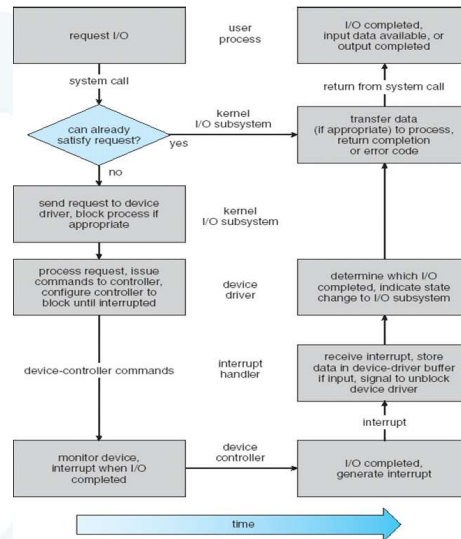 request I/O
user
process
I/O completed,
input data available, or
output completed
system call
return from system call
can already
satisfy request?
yes
no
kernel
I/O subsystem
transfer data
(if appropriate) to process,
return completion
or error code
send request to device
driver, block process if
appropriate
kernel
I/O subsystem
process request, issue
commands to controller,
configure controller to
block until interrupted
device
driver
determine which I/O
completed, indicate state
change to I/O subsystem
device-controller commands
interrupt
handler
receive interrupt, store
data in device-driver buffer
if input, signal to unblock
device driver
interrupt
monitor device,
interrupt when I/O
completed
device
controller
I/O completed,
generate interrupt
time